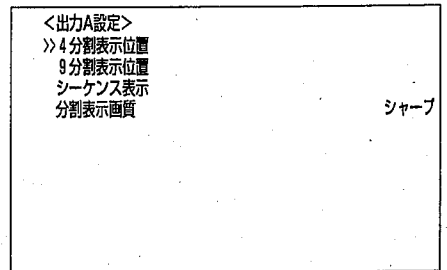 <出力A設定>
>> 4分割表示位置
9分割表示位置
シーケンス表示
分割表示画質 シャープ